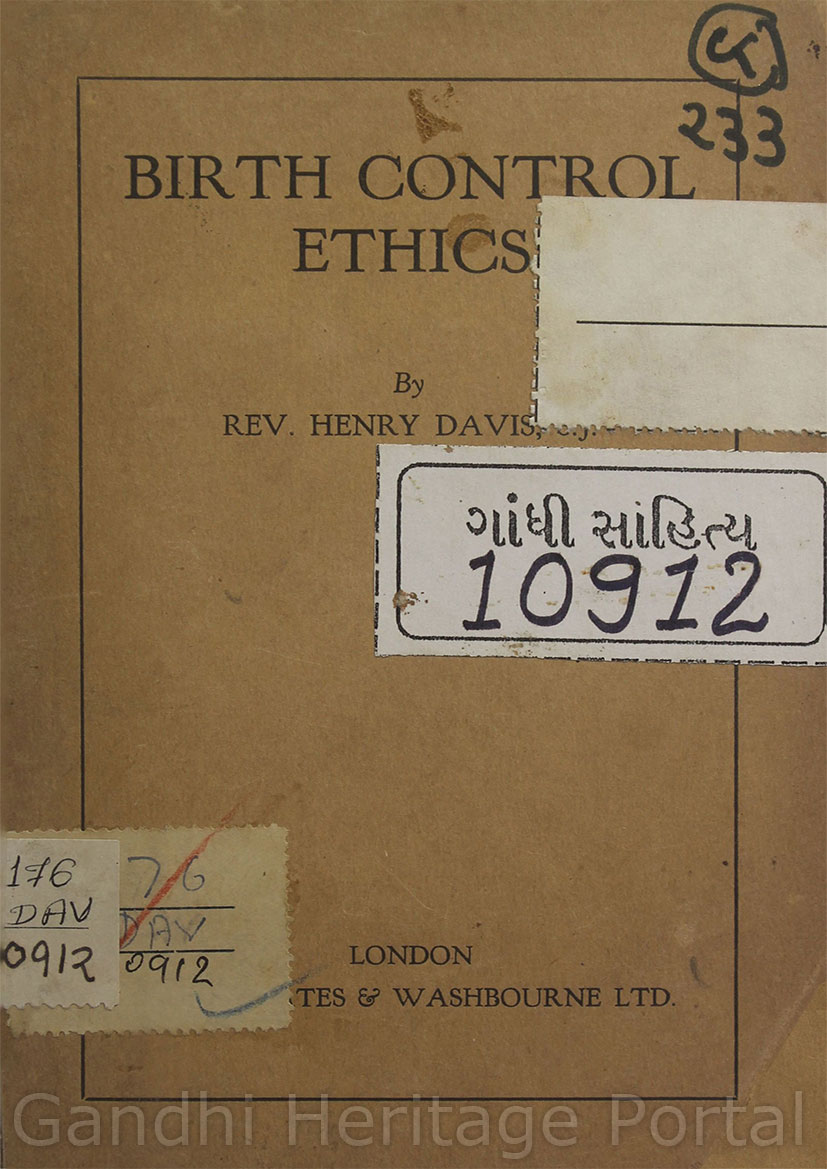 ૨૩૩
BIRTH CONTROL
ETHICS
By
REV. HENRY DAVIS, S.J.
ગાંધી સાહિત્ય
10912
176
DAV
0912
76
DAV
0912
LONDON
TES & WASHBOURNE LTD.
Gandhi Heritage Portal